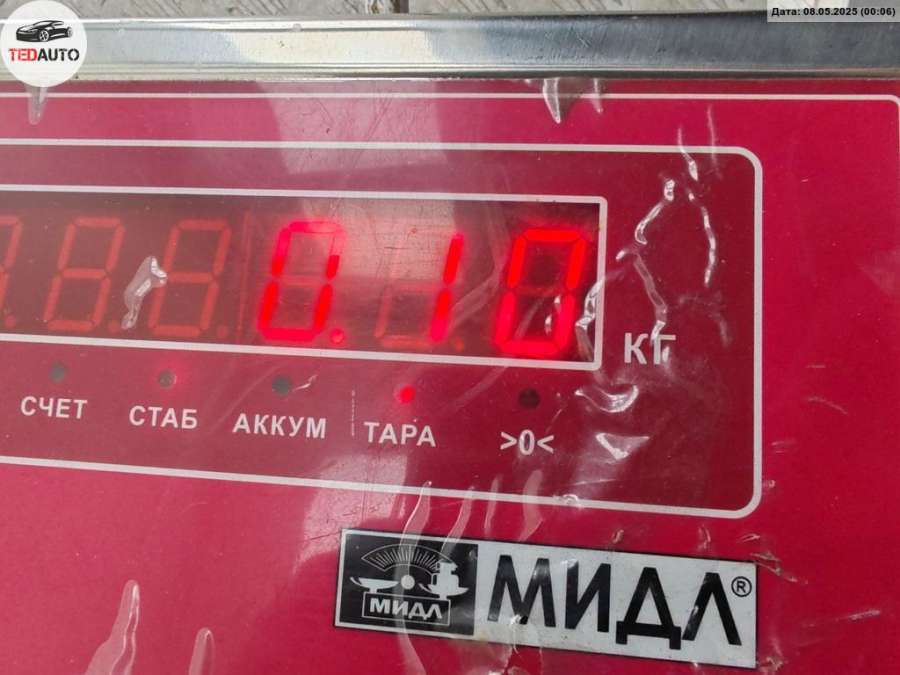 TEDAUTO
Дата: 08.05.2025 (00:06)
0.10
КГ
СЧЕТ СТАБ АККУМ ТАРА >0<
МИДЛ
МИДЛ®